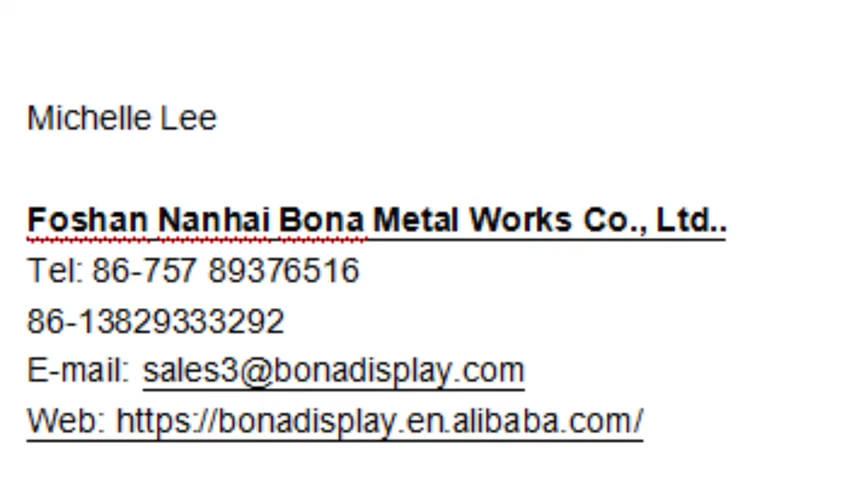 Michelle Lee
Foshan Nanhai Bona Metal Works Co., Ltd..
Tel: 86-757 89376516
86-13829333292
E-mail: sales3@bonadisplay.com
Web: https://bonadisplay.en.alibaba.com/